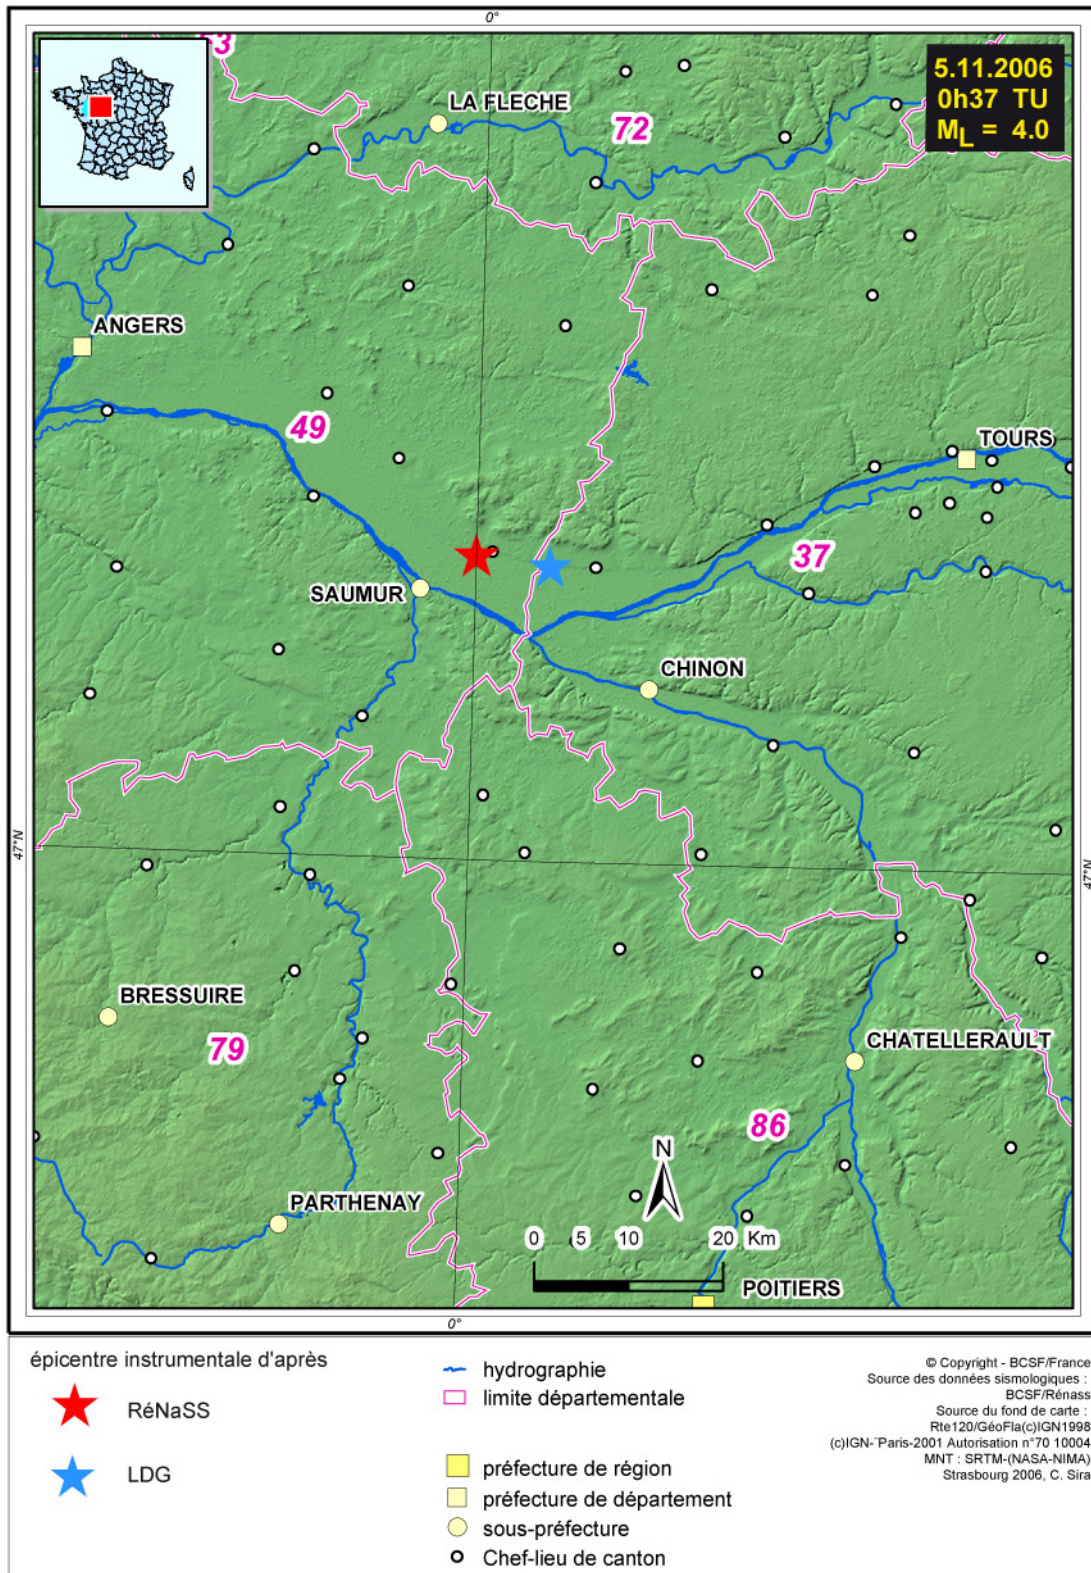 0°
53
5.11.2006
0h37 TU
ML = 4.0
LA FLECHE
72
ANGERS
49
TOURS
37
SAUMUR
CHINON
47°N
47°N
BRESSUIRE
79
CHATELLERAULT
86
N
PARTHENAY
0 5 10 20 Km
POITIERS
0°
épicentre instrumentale d'après
RéNaSS
LDG
hydrographie
limite départementale
préfecture de région
préfecture de département
sous-préfecture
Chef-lieu de canton
© Copyright - BCSF/France
Source des données sismologiques :
BCSF/Rénass
Source du fond de carte :
Rte120/GéoFla(c)IGN1998
(c)IGN-¨Paris-2001 Autorisation n°70 10004
MNT : SRTM-(NASA-NIMA)
Strasbourg 2006, C. Sira